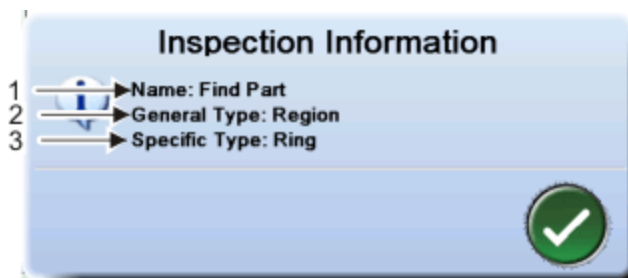 Inspection Information
1 Name: Find Part
2 General Type: Region
3 Specific Type: Ring